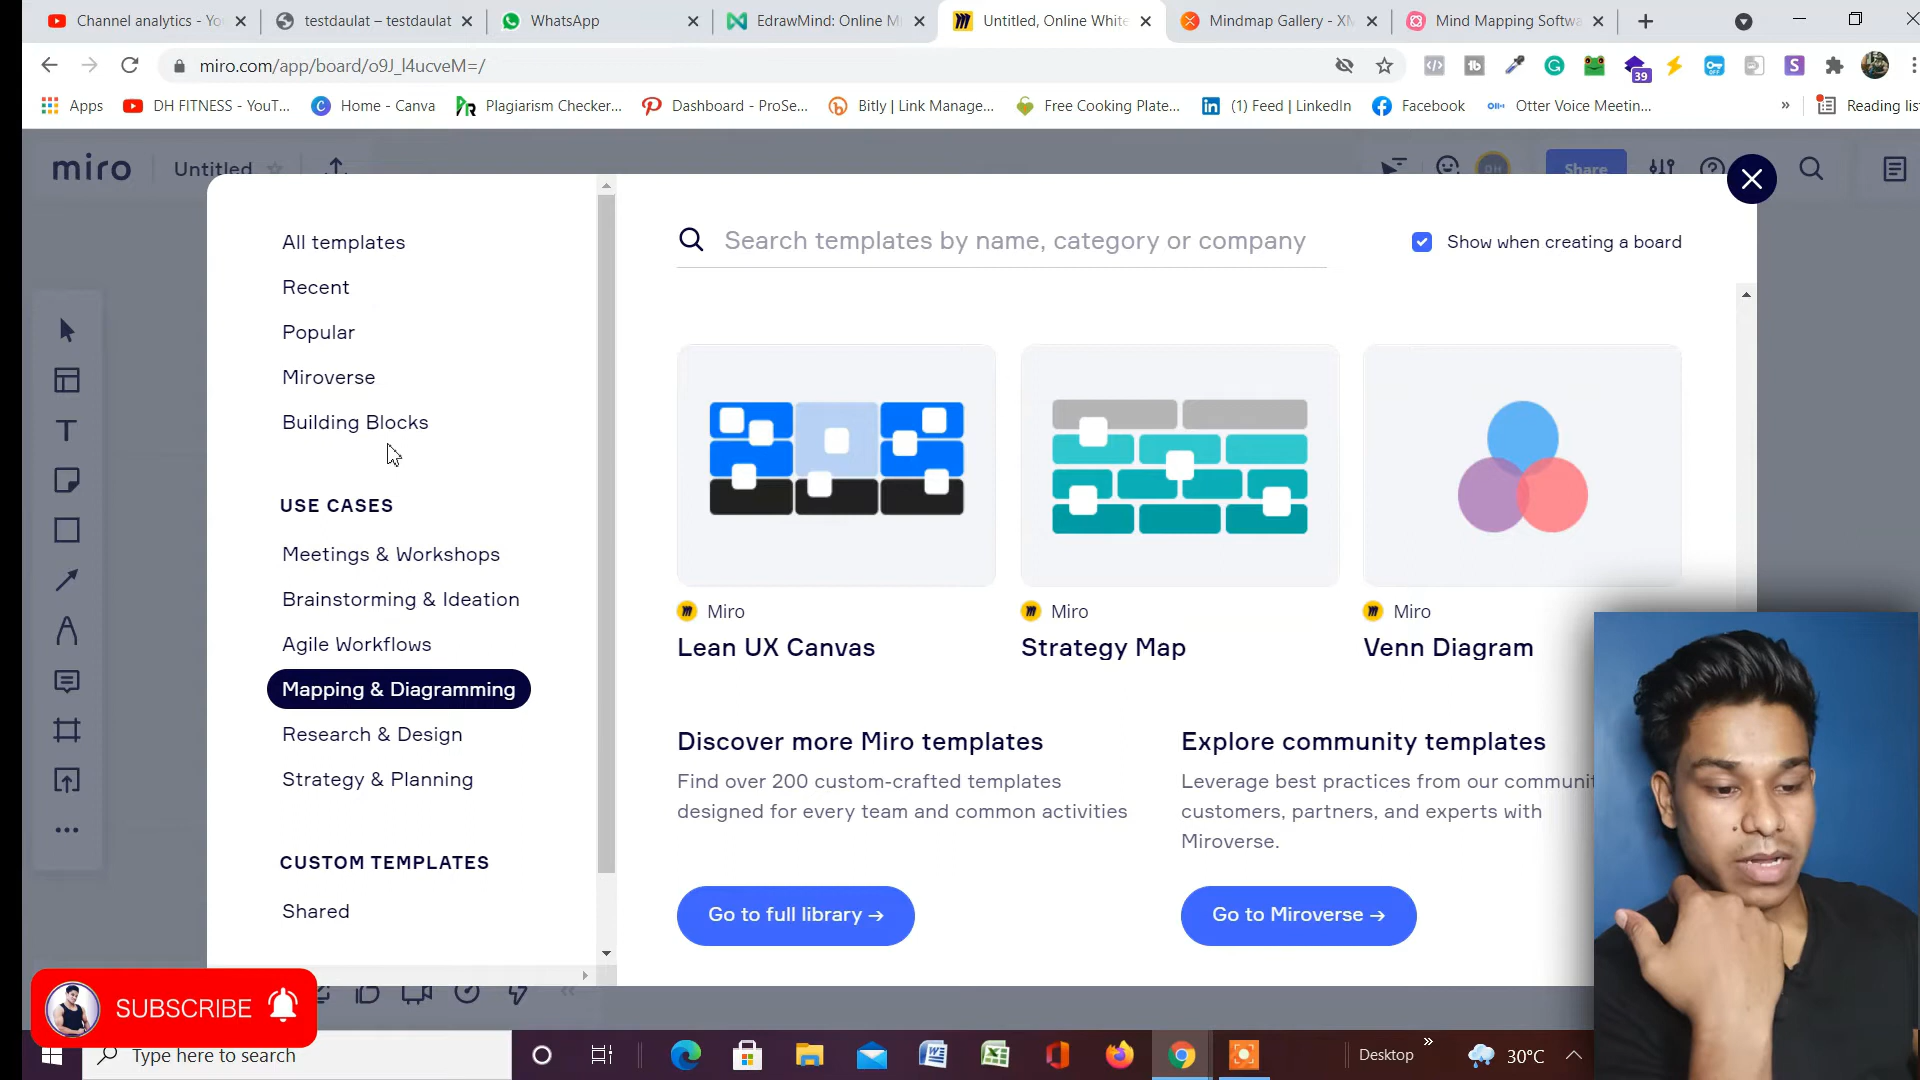 Channel analytics - Yo
testdaulat – testdaulat
WhatsApp
EdrawMind: Online M
Untitled, Online White
Mindmap Gallery - XM
Mind Mapping Softwa
miro.com/app/board/o9J_l4ucveM=/
39
Apps
DH FITNESS - YouT...
Home - Canva
Plagiarism Checker...
Dashboard - ProSe...
Bitly | Link Manage...
Free Cooking Plate...
(1) Feed | LinkedIn
Facebook
Otter Voice Meetin...
Reading list
miro
Untitled
DH
Share
All templates
Recent
Popular
Miroverse
Building Blocks
USE CASES
Meetings & Workshops
Brainstorming & Ideation
Agile Workflows
Mapping & Diagramming
Research & Design
Strategy & Planning
CUSTOM TEMPLATES
Shared
Search templates by name, category or company
Show when creating a board
Miro
Lean UX Canvas
Miro
Strategy Map
Miro
Venn Diagram
Discover more Miro templates
Find over 200 custom-crafted templates
designed for every team and common activities
Go to full library →
Explore community templates
Leverage best practices from our communi
customers, partners, and experts with
Miroverse.
Go to Miroverse →
SUBSCRIBE
Type here to search
Desktop
30°C